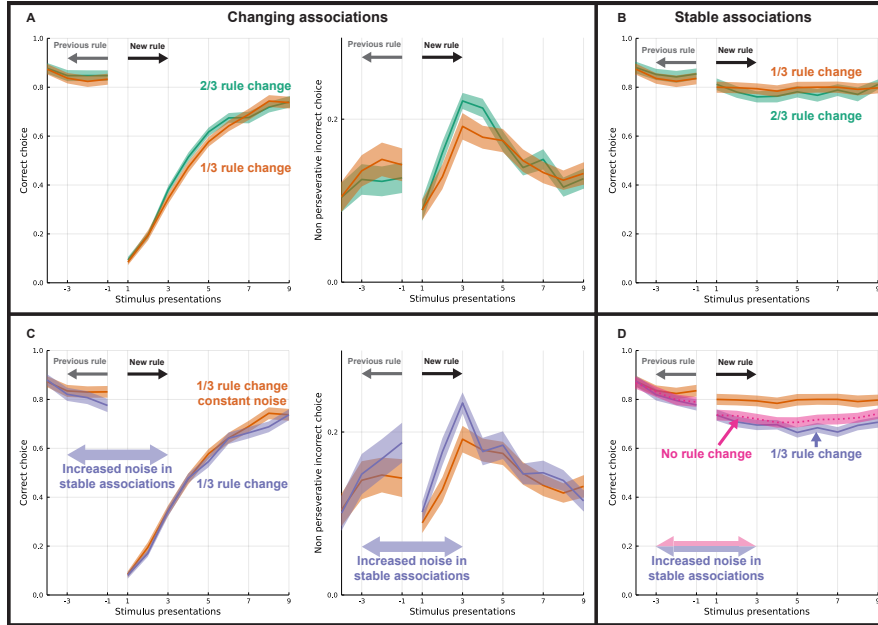 Changing associations
Stable associations
A
Previous rule
New rule
2/3 rule change
1/3 rule change
Correct choice
1.0
0.8
0.6
0.4
0.2
0.0
-3 -1 1 3 5 7 9
Stimulus presentations
Previous rule
New rule
Non perseverative incorrect choice
0.2
0.0
-3 -1 1 3 5 7 9
Stimulus presentations
B
Previous rule
New rule
1/3 rule change
2/3 rule change
Correct choice
1.0
0.8
0.6
0.4
0.2
0.0
-3 -1 1 3 5 7 9
Stimulus presentations
C
Previous rule
New rule
1/3 rule change
constant noise
Increased noise in
stable associations
1/3 rule change
Correct choice
1.0
0.8
0.6
0.4
0.2
0.0
-3 -1 1 3 5 7 9
Stimulus presentations
Previous rule
New rule
Increased noise in
stable associations
Non perseverative incorrect choice
0.2
0.0
-3 -1 1 3 5 7 9
Stimulus presentations
D
Previous rule
New rule
No rule change
1/3 rule change
Increased noise in
stable associations
Correct choice
1.0
0.8
0.6
0.4
0.2
0.0
-3 -1 1 3 5 7 9
Stimulus presentations